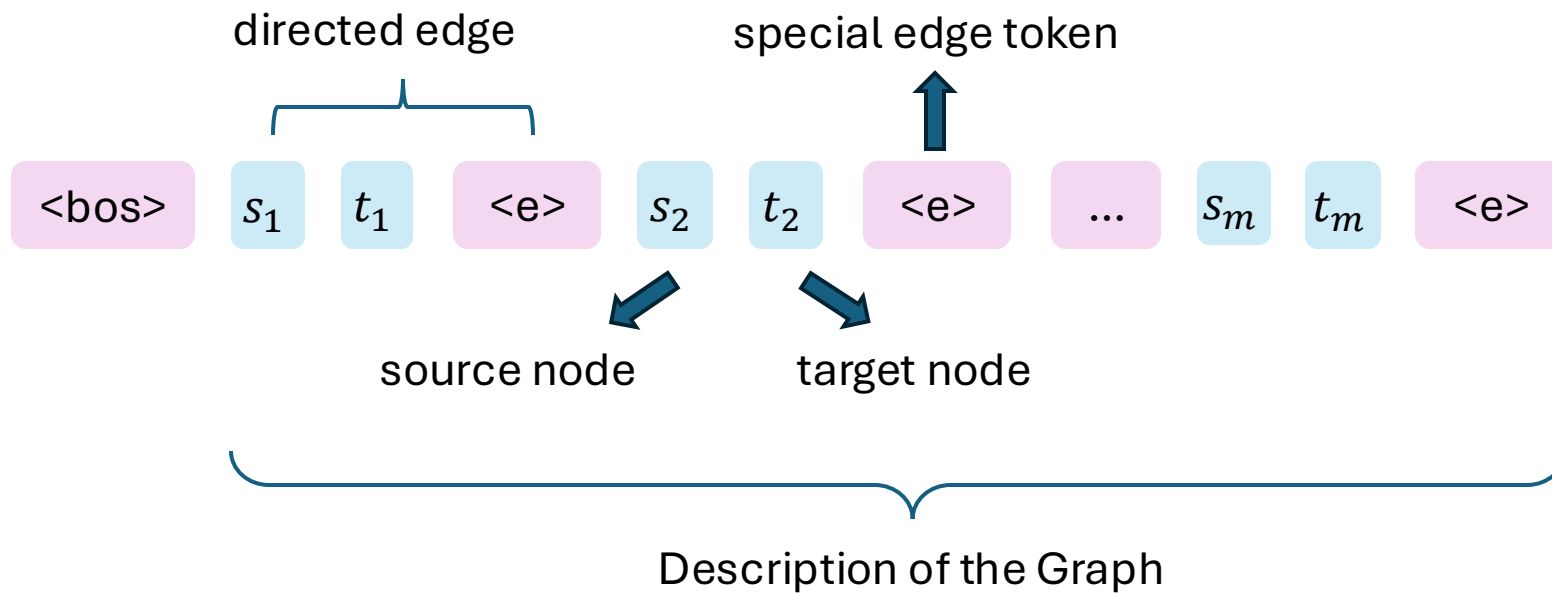 directed edge special edge token
<bos> s₁ t₁ <e> s₂ t₂ <e> ... sₘ tₘ <e>
source node target node
Description of the Graph